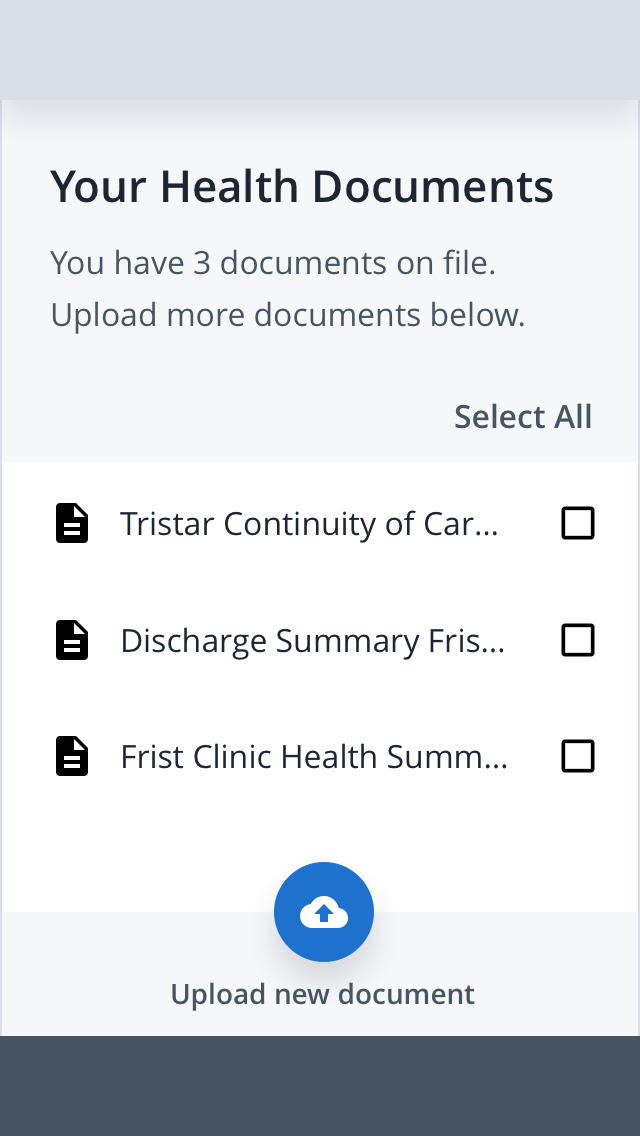 Your Health Documents
You have 3 documents on file.
Upload more documents below.
Select All
Tristar Continuity of Car...
Discharge Summary Fris...
Frist Clinic Health Summ...
Upload new document